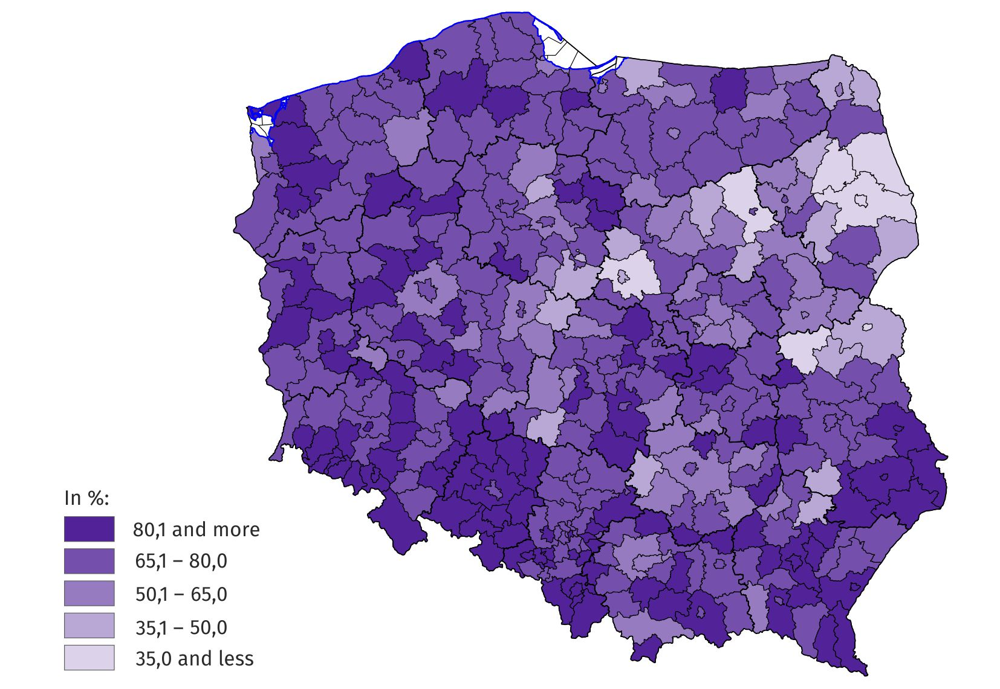 In %:
80,1 and more
65,1 – 80,0
50,1 – 65,0
35,1 – 50,0
35,0 and less